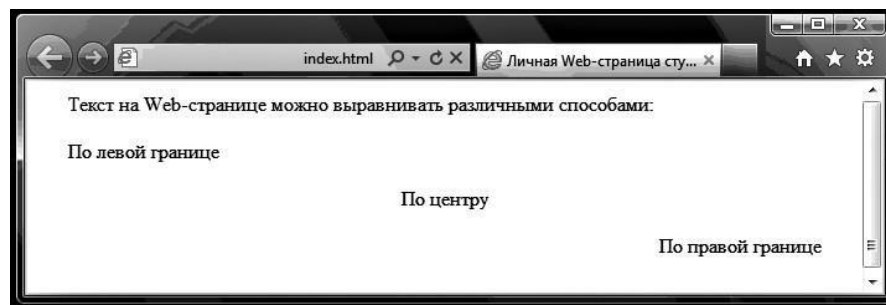 index.html
Личная Web-страница сту...
Текст на Web-странице можно выравнивать различными способами:
По левой границе
По центру
По правой границе